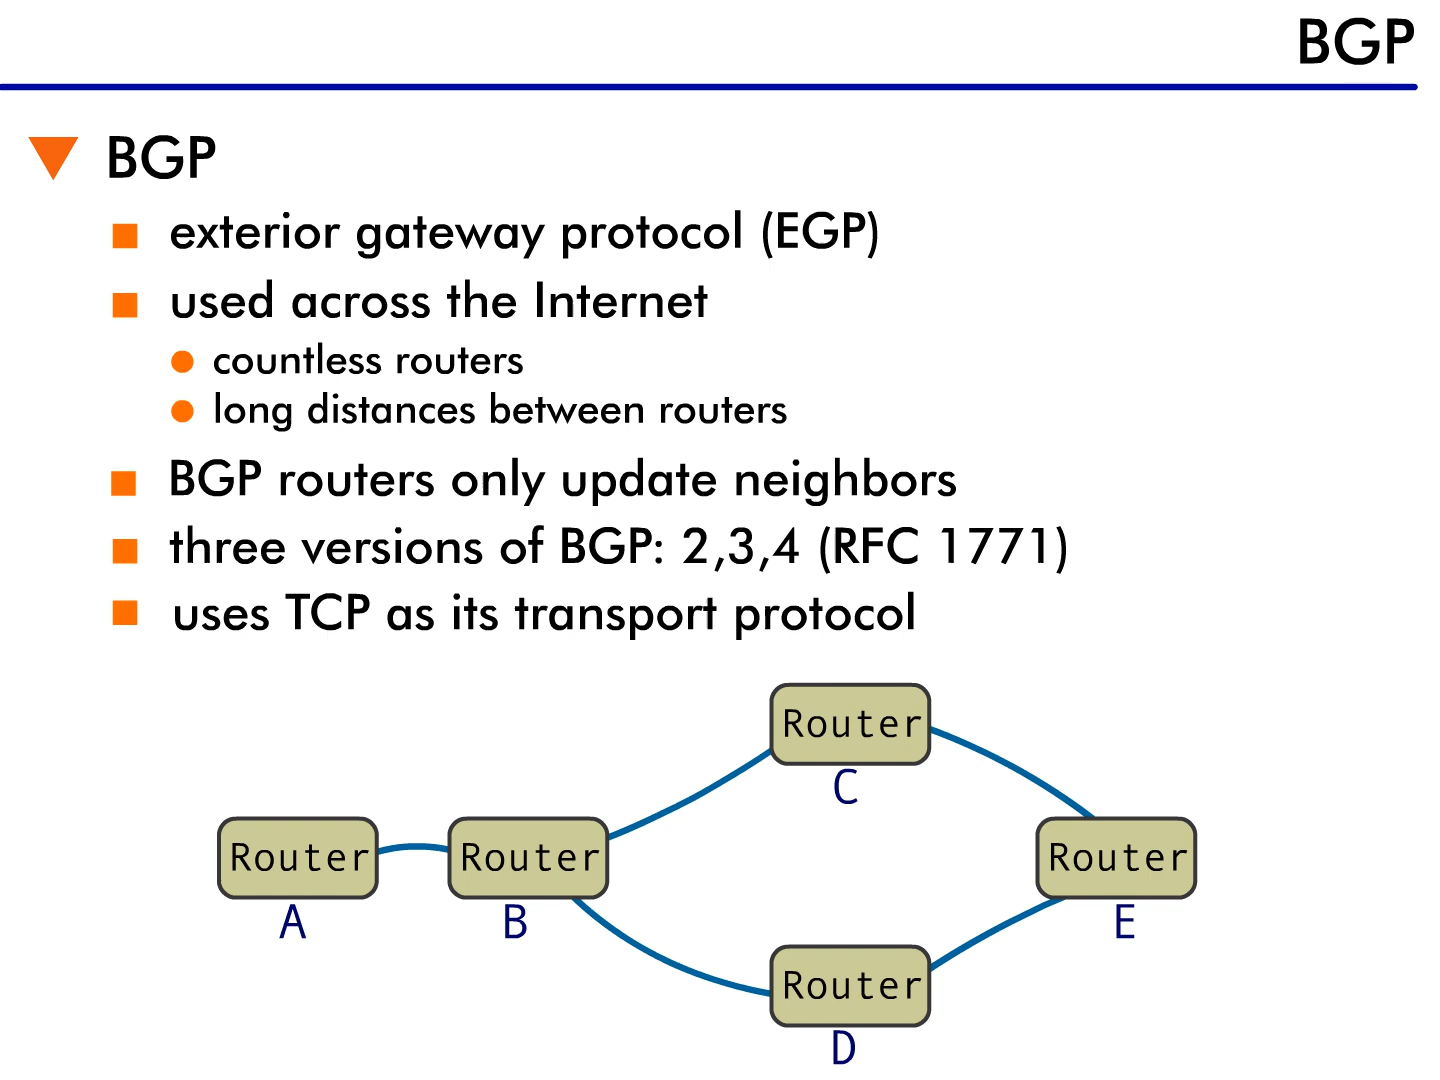 BGP
BGP
exterior gateway protocol (EGP)
used across the Internet
countless routers
long distances between routers
BGP routers only update neighbors
three versions of BGP: 2,3,4 (RFC 1771)
uses TCP as its transport protocol
Router
C
Router
A
Router
B
Router
E
Router
D